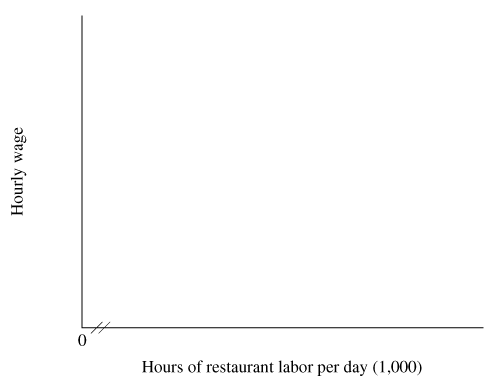 Hourly wage
0
Hours of restaurant labor per day (1,000)